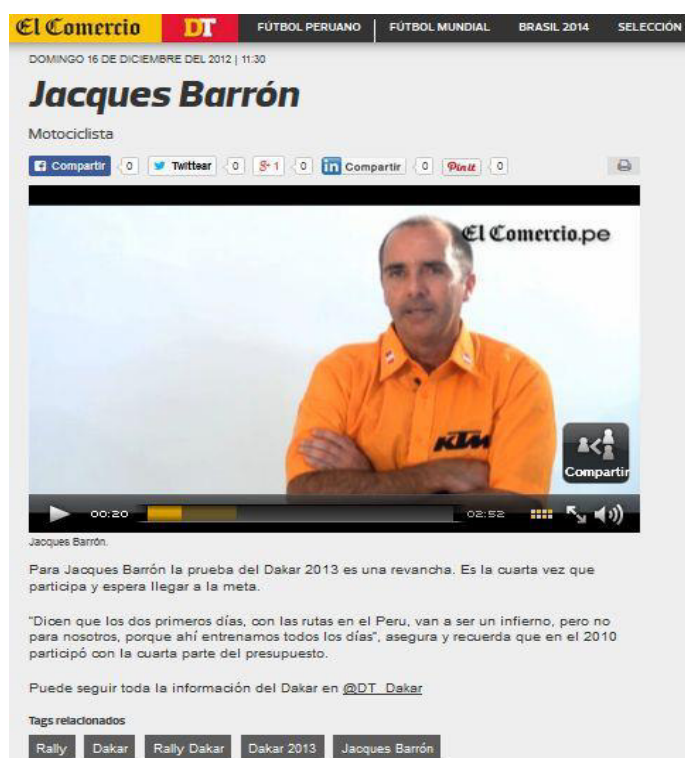 El Comercio DT FÚTBOL PERUANO FÚTBOL MUNDIAL BRASIL 2014 SELECCIÓN
DOMINGO 16 DE DICIEMBRE DEL 2012 | 11:30
Jacques Barrón
Motociclista
Compartir 0 Twittear 0 g+ 1 0 in Compartir 0 Pin it 0
El Comercio.pe
KTM
Compartir
00:20 02:52
Jacques Barrón.
Para Jacques Barrón la prueba del Dakar 2013 es una revancha. Es la cuarta vez que
participa y espera llegar a la meta.
“Dicen que los dos primeros días, con las rutas en el Peru, van a ser un infierno, pero no
para nosotros, porque ahí entrenamos todos los días”, asegura y recuerda que en el 2010
participó con la cuarta parte del presupuesto.
Puede seguir toda la información del Dakar en @DT_Dakar
Tags relacionados
Rally Dakar Rally Dakar Dakar 2013 Jacques Barrón